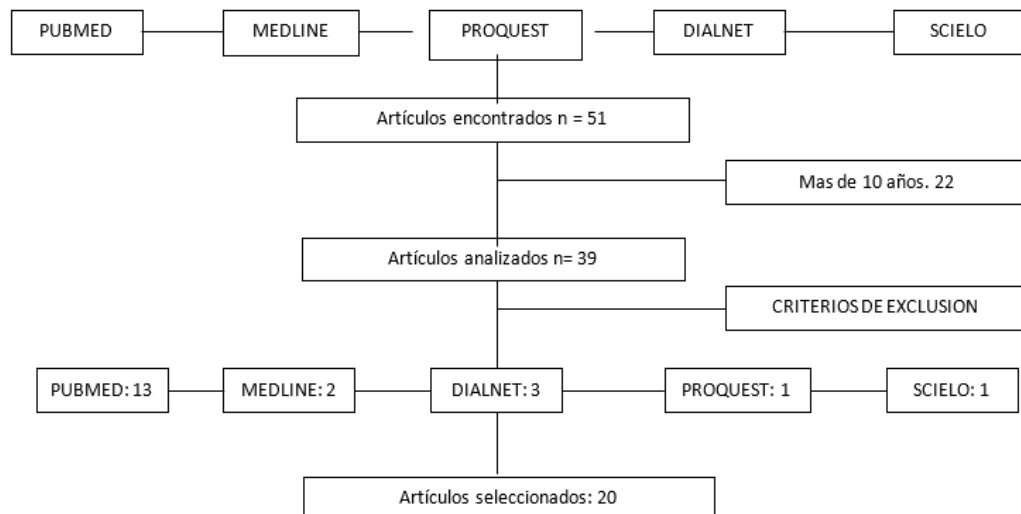 PUBMED
MEDLINE
PROQUEST
DIALNET
SCIELO
Artículos encontrados n = 51
Mas de 10 años. 22
Artículos analizados n= 39
CRITERIOS DE EXCLUSION
PUBMED: 13
MEDLINE: 2
DIALNET: 3
PROQUEST: 1
SCIELO: 1
Artículos seleccionados: 20